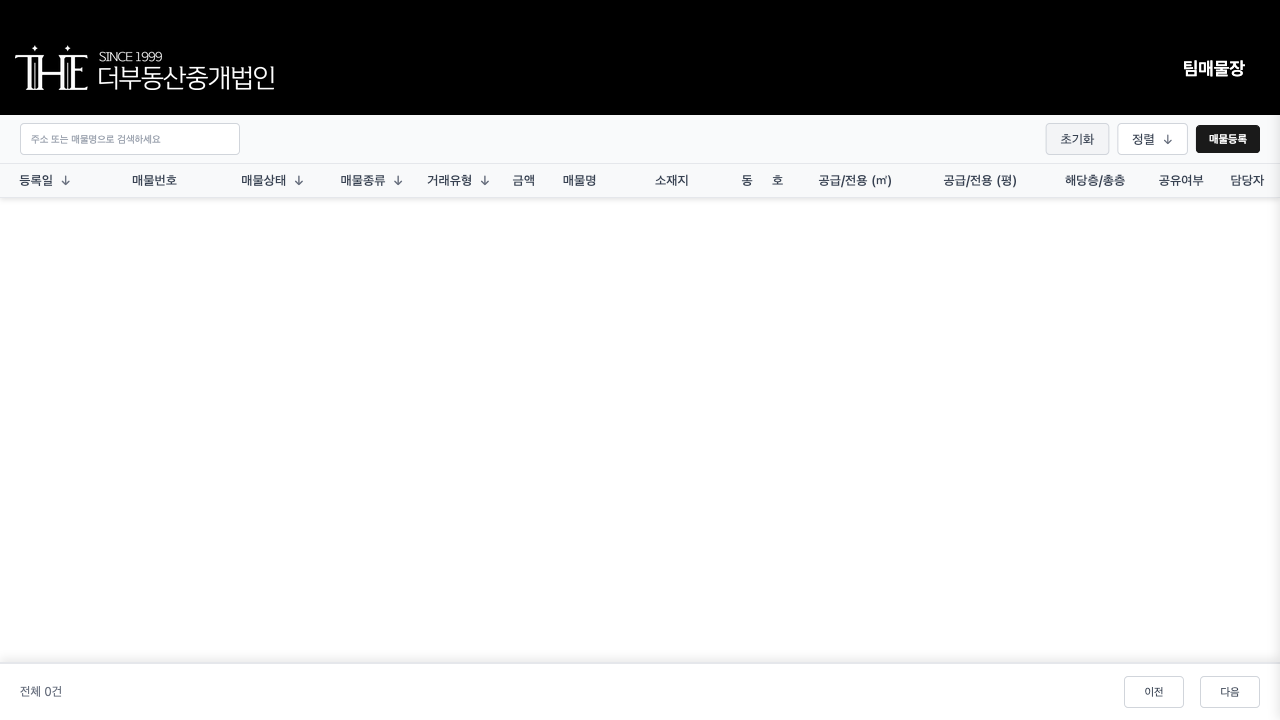 THE SINCE 1999
더부동산중개법인
팀매물장
주소 또는 매물명으로 검색하세요
초기화 정렬 ↓ 매물등록
등록일 ↓ 매물번호 매물상태 ↓ 매물종류 ↓ 거래유형 ↓ 금액 매물명 소재지 동 호 공급/전용 (㎡) 공급/전용 (평) 해당층/총층 공유여부 담당자
전체 0건 이전 다음